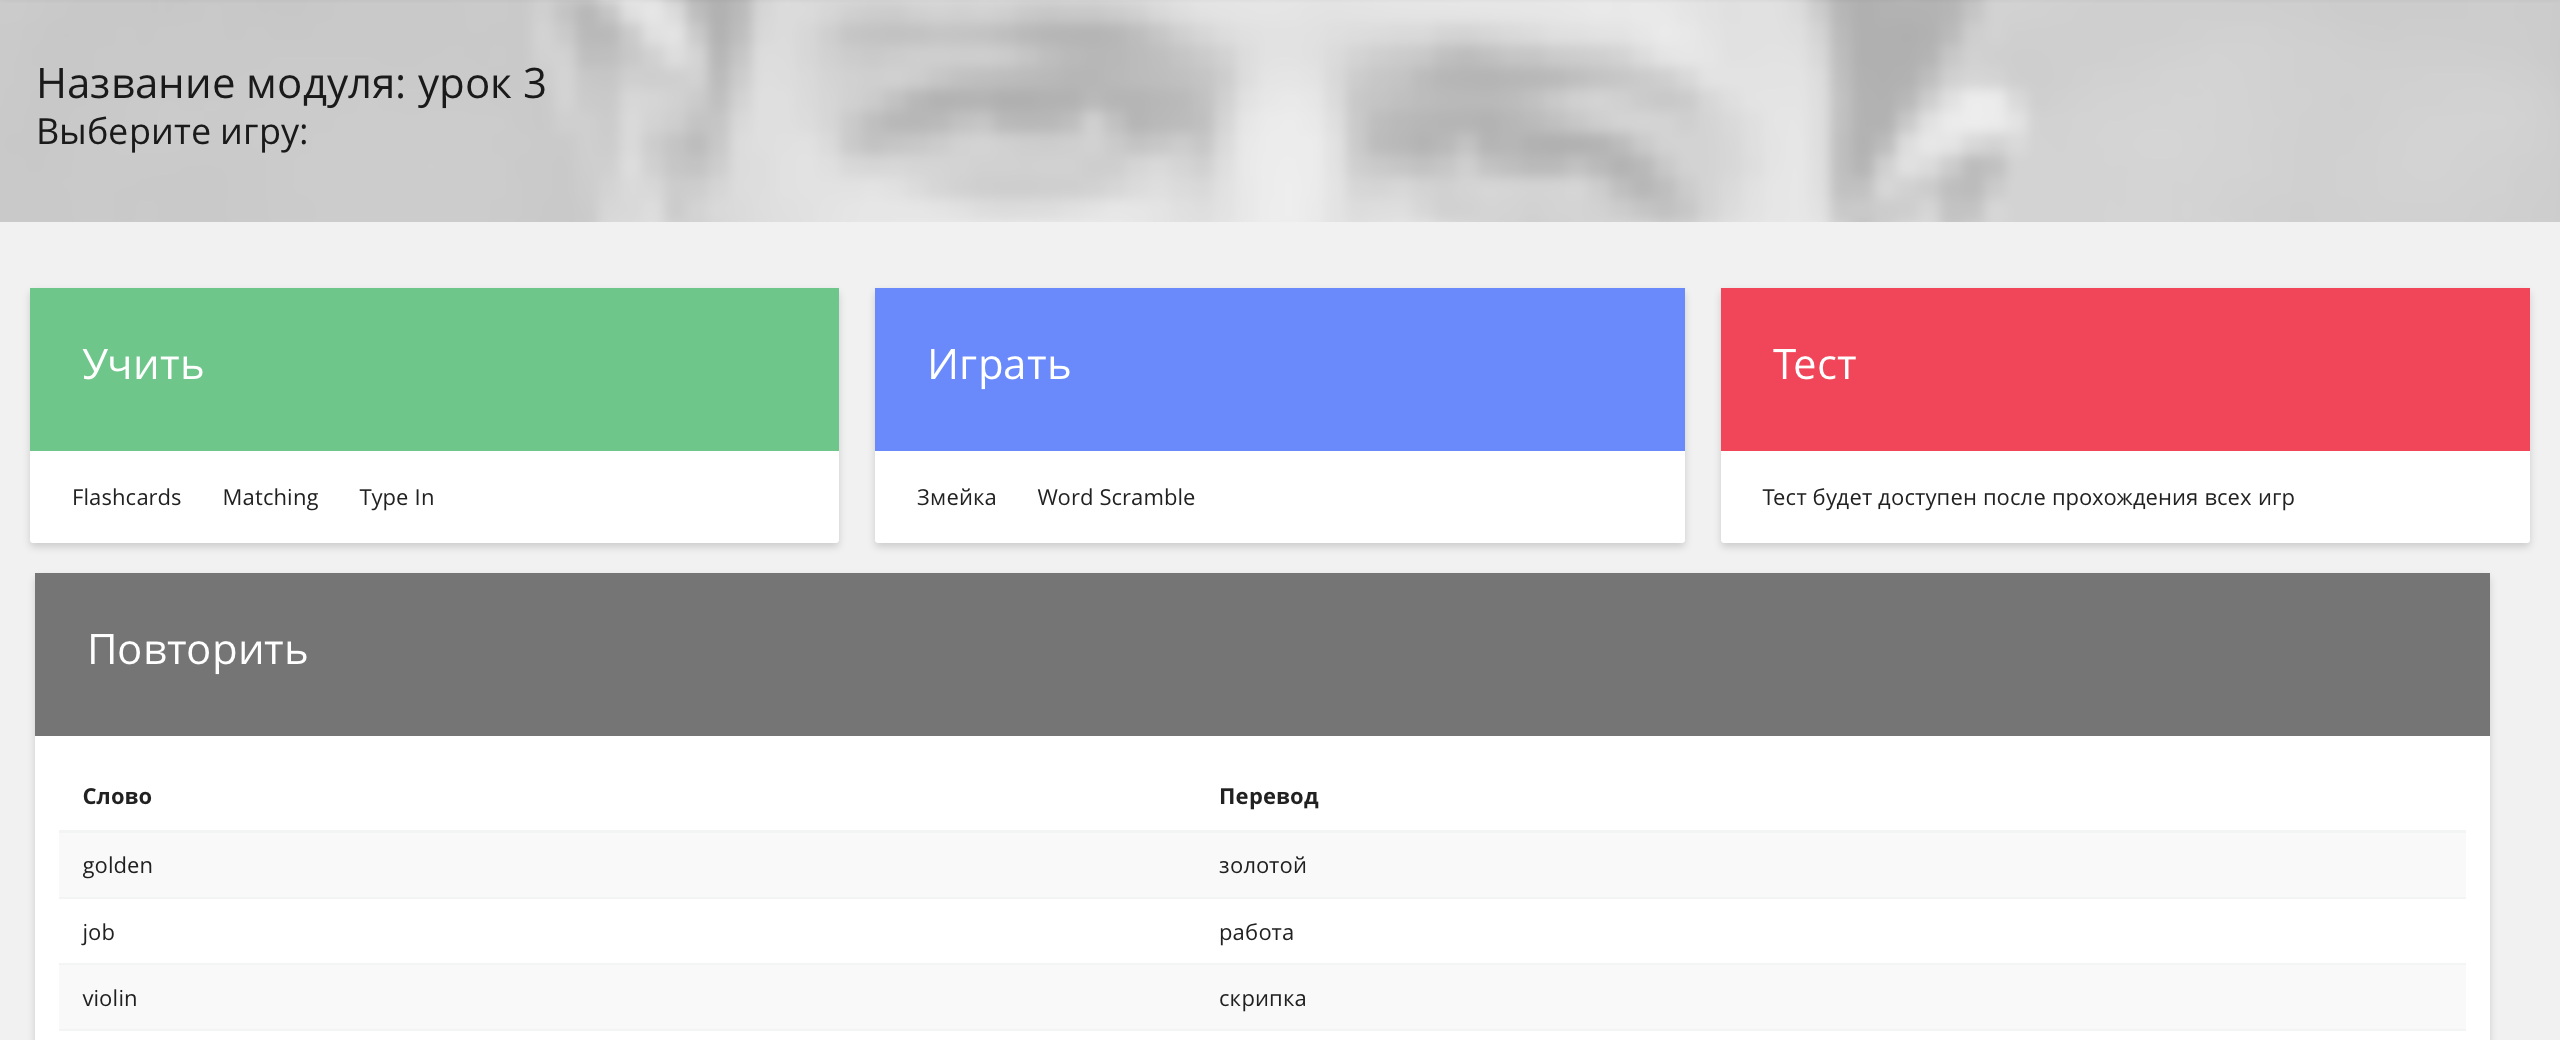 Название модуля: урок 3
Выберите игру:
Учить
Flashcards Matching Type In
Играть
Змейка Word Scramble
Тест
Тест будет доступен после прохождения всех игр
Повторить
Слово Перевод
golden золотой
job работа
violin скрипка